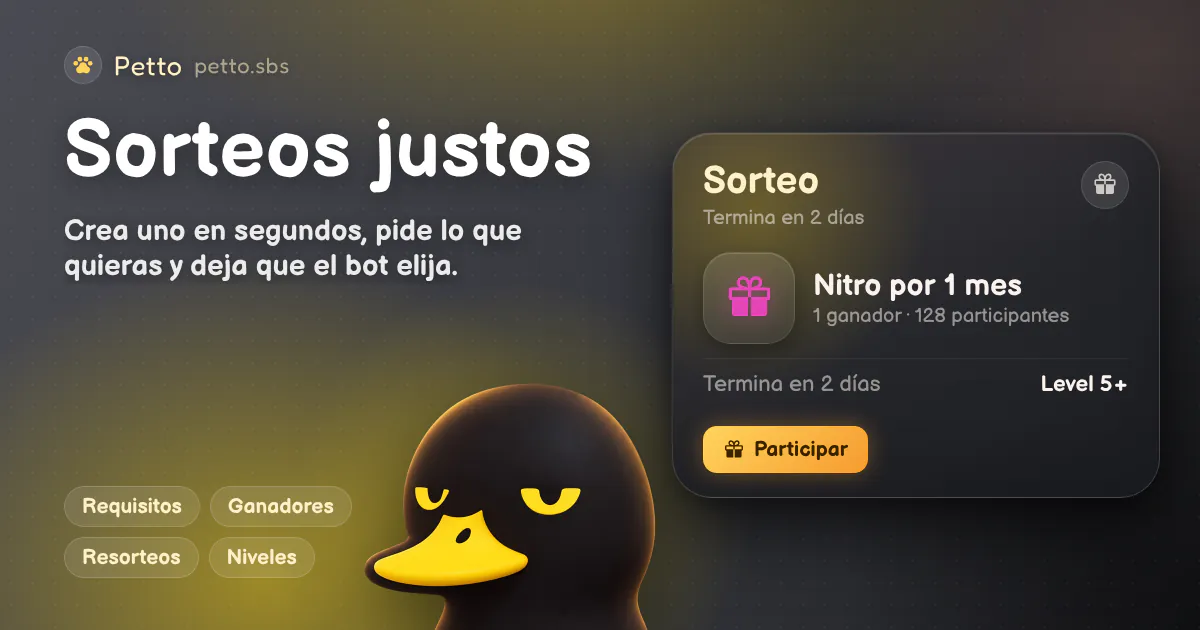 Petto petto.sbs
Sorteos justos
Crea uno en segundos, pide lo que
quieras y deja que el bot elija.
Requisitos
Ganadores
Resorteos
Niveles
Sorteo
Termina en 2 días
Nitro por 1 mes
1 ganador · 128 participantes
Termina en 2 días
Level 5+
Participar